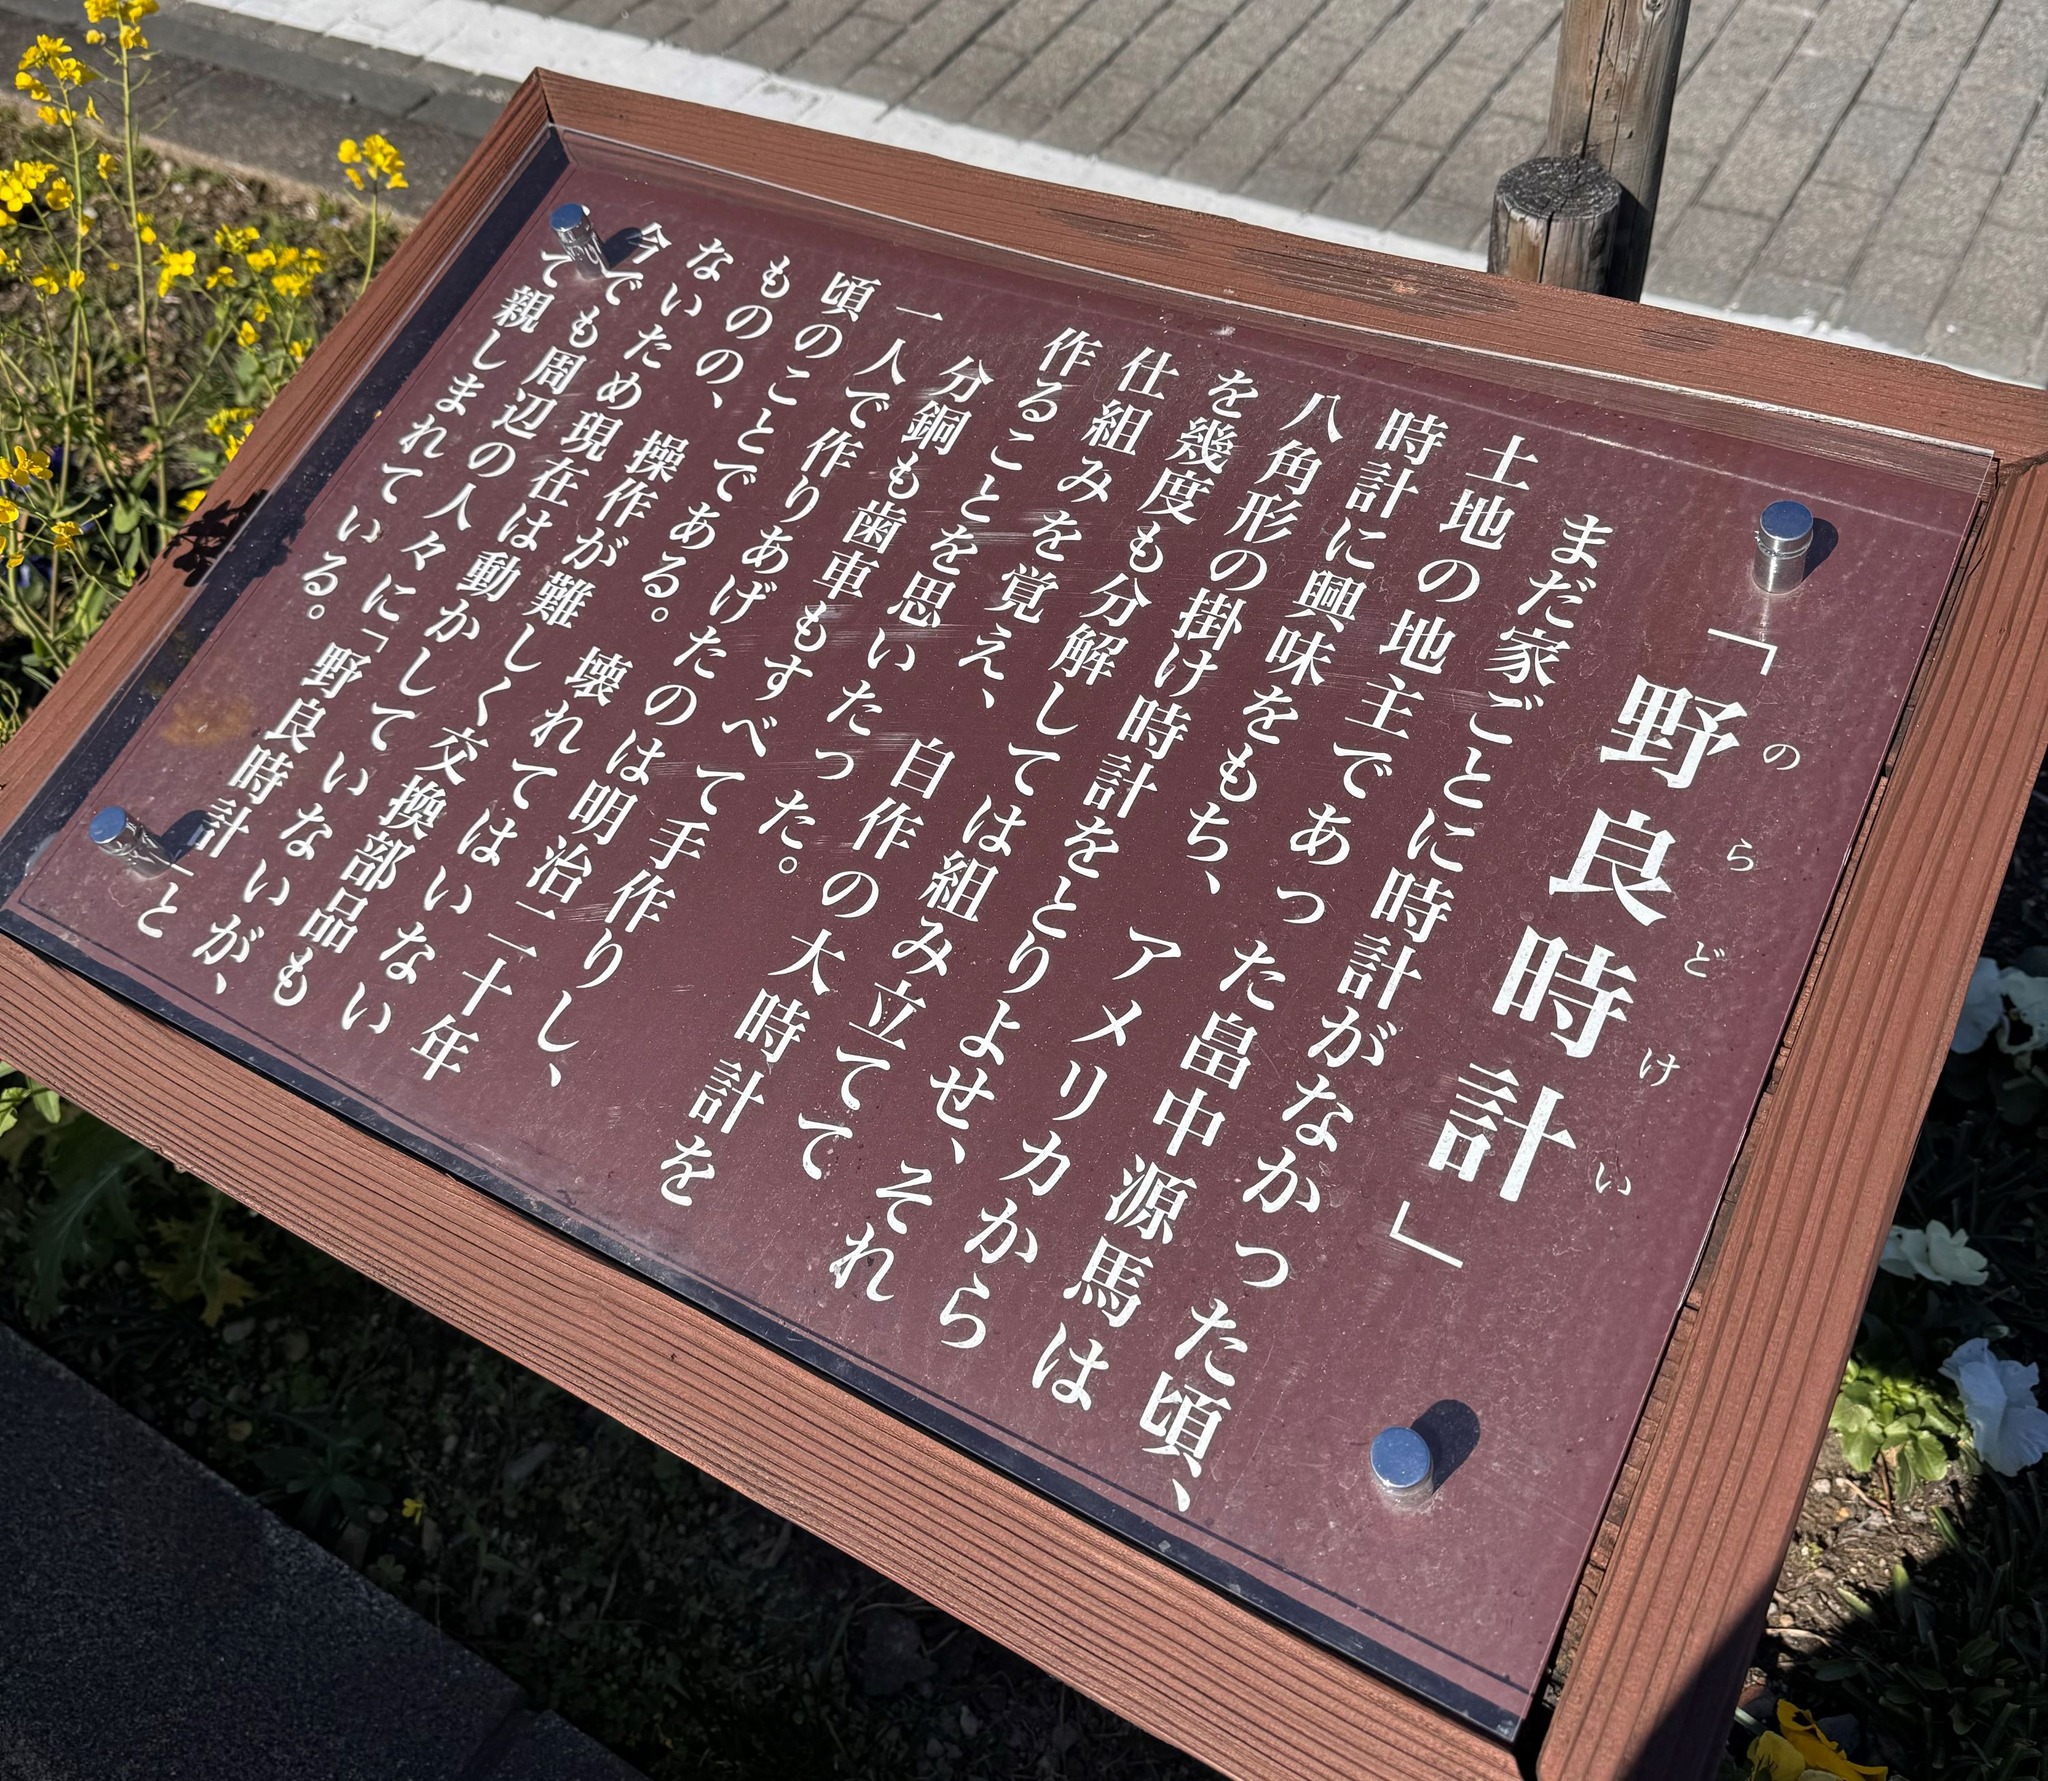 「野良時計」
のらどけい
まだ家ごとに時計がなかった頃、
土地の地主であった畠中源馬は
時計に興味をもち、アメリカから
八角形の掛け時計をとりよせ、それ
を幾度も分解しては組み立てて
仕組みを覚え、自作の大時計を
作ることを思いたった。
分銅も歯車もすべて手作りし、
一人で作りあげたのは明治二十年
頃のことである。壊れてはいない
ものの、操作が難しく交換部品も
ないため現在は動かしていないが、
今でも周辺の人々に「野良時計」と
て親しまれている。